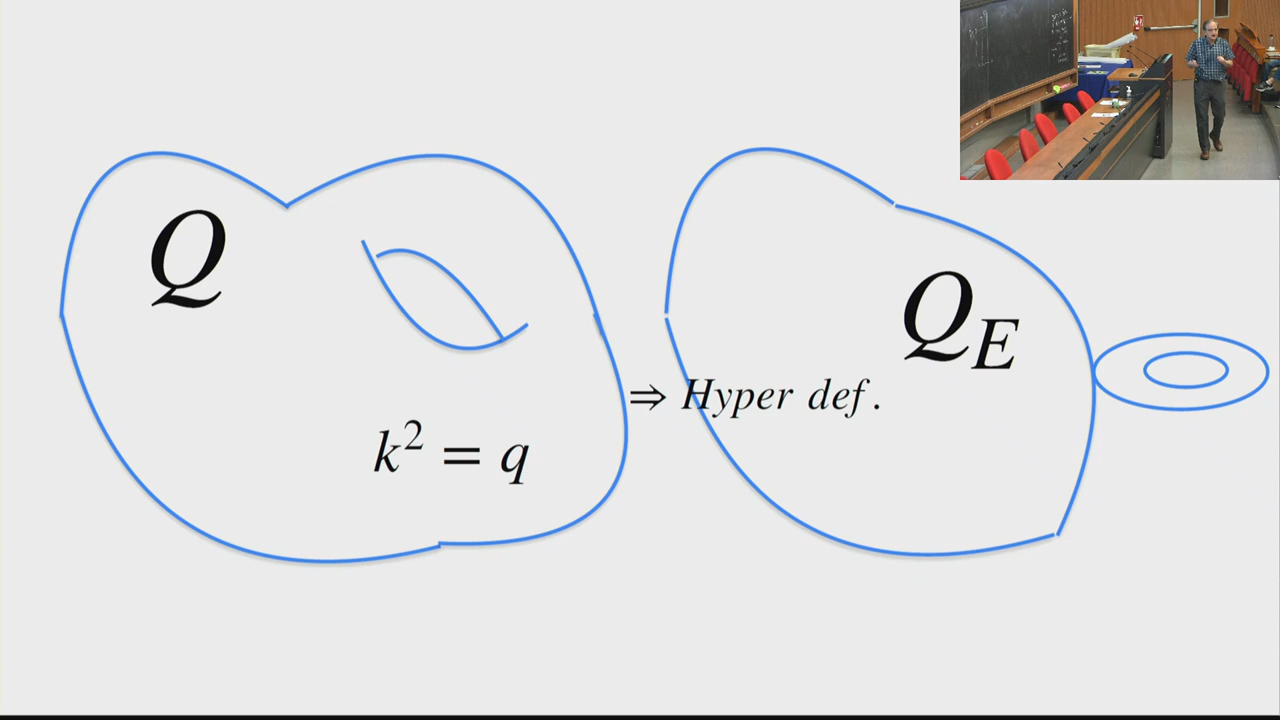 Q
k² = q
⇒ Hyper def.
Q_E